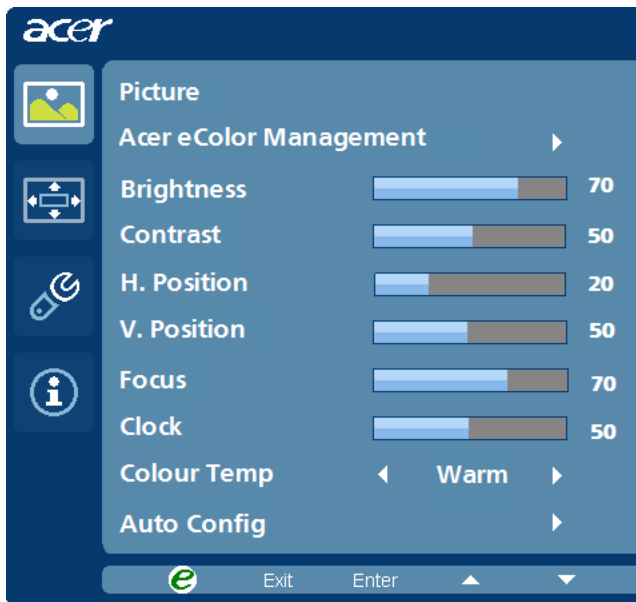 acer
Picture
Acer eColor Management
Brightness 70
Contrast 50
H. Position 20
V. Position 50
Focus 70
Clock 50
Colour Temp Warm
Auto Config
e Exit Enter